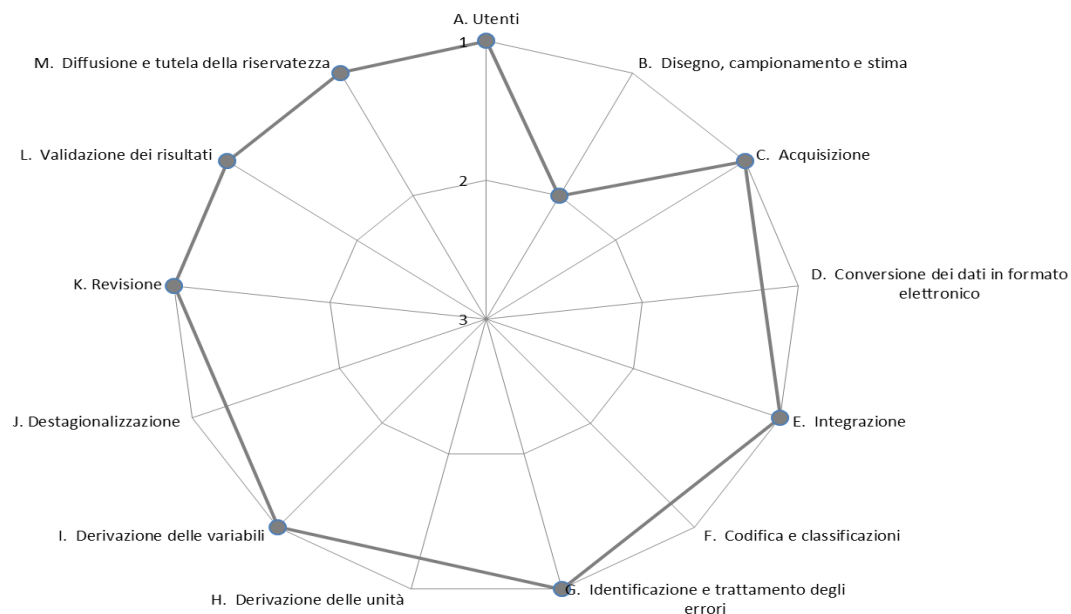 A. Utenti
1
2
3
B. Disegno, campionamento e stima
C. Acquisizione
D. Conversione dei dati in formato
elettronico
E. Integrazione
F. Codifica e classificazioni
G. Identificazione e trattamento degli
errori
H. Derivazione delle unità
I. Derivazione delle variabili
J. Destagionalizzazione
K. Revisione
L. Validazione dei risultati
M. Diffusione e tutela della riservatezza